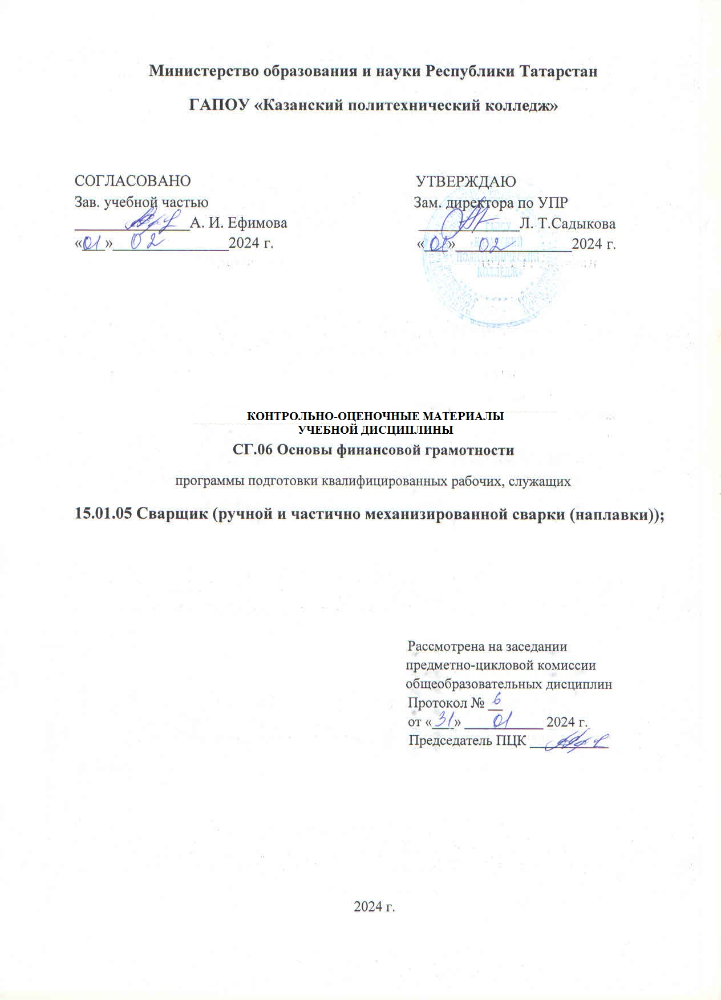 Министерство образования и науки Республики Татарстан
ГАПОУ «Казанский политехнический колледж»
СОГЛАСОВАНО УТВЕРЖДАЮ
Зав. учебной частью Зам. директора по УПР
А. И. Ефимова Л. Т.Садыкова
«01» 02 2024 г. «01» 02 2024 г.
ПОЛИТЕХНИЧЕСКИЙ
КОЛЛЕДЖ»
КОНТРОЛЬНО-ОЦЕНОЧНЫЕ МАТЕРИАЛЫ
УЧЕБНОЙ ДИСЦИПЛИНЫ
СГ.06 Основы финансовой грамотности
программы подготовки квалифицированных рабочих, служащих
15.01.05 Сварщик (ручной и частично механизированной сварки (наплавки));
Рассмотрена на заседании
предметно-цикловой комиссии
общеобразовательных дисциплин
Протокол № 6
от «31» 01 2024 г.
Председатель ПЦК
2024 г.